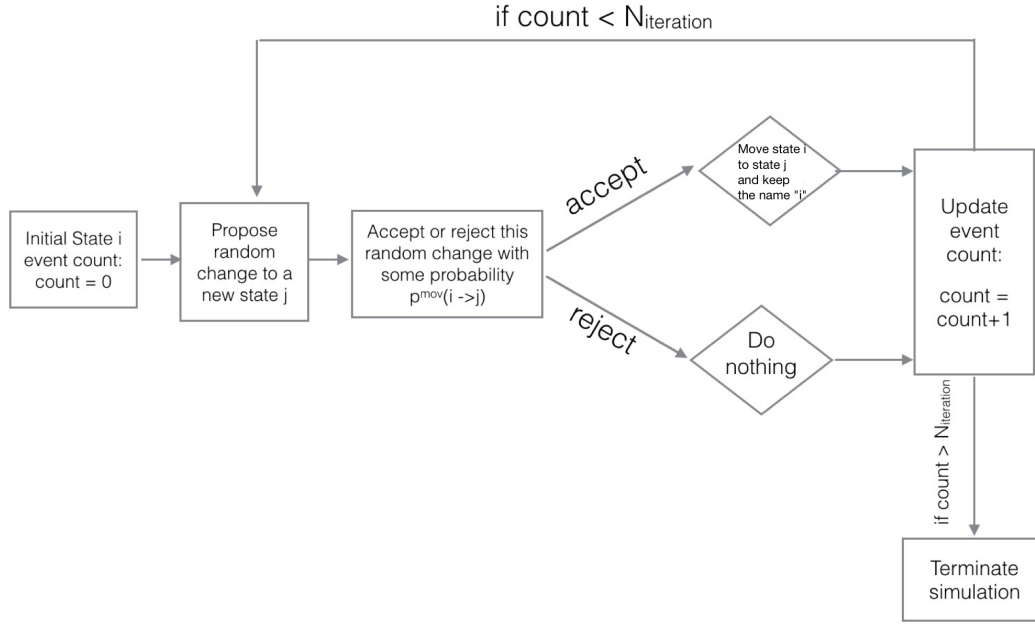 if count < Niteration
Initial State i
event count:
count = 0
Propose
random
change to a
new state j
Accept or reject this
random change with
some probability
pmov(i ->j)
accept
reject
Move state i
to state j
and keep
the name "i"
Do
nothing
Update
event
count:
count =
count+1
if count > Niteration
Terminate
simulation